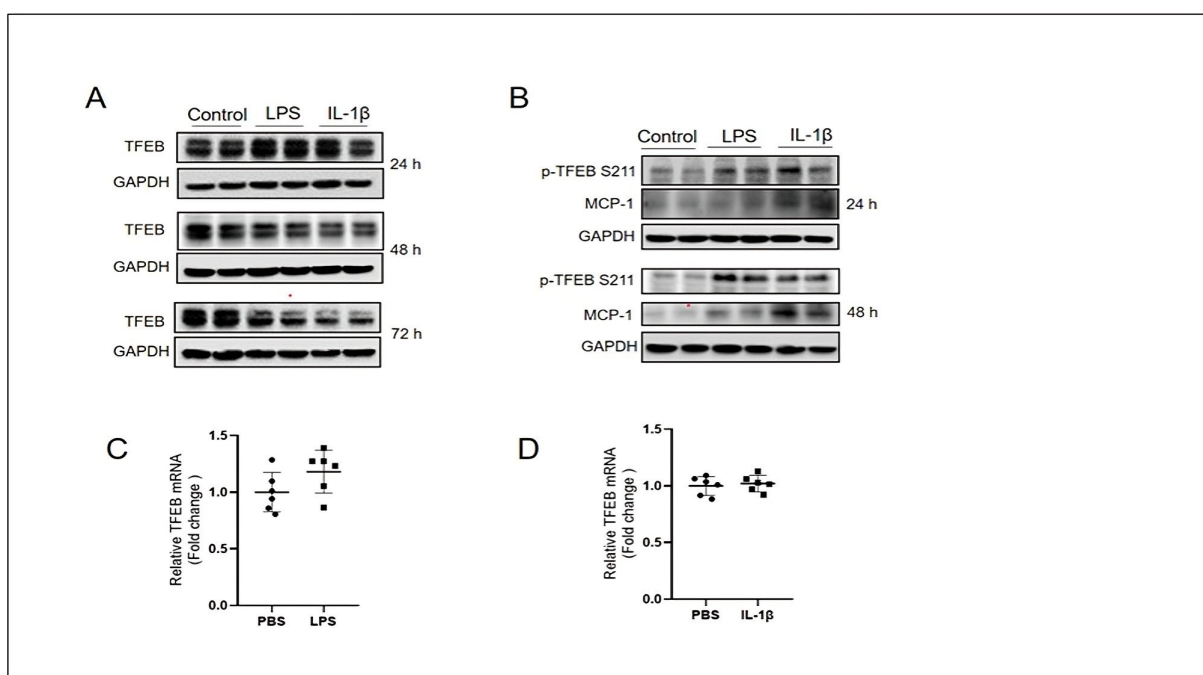 A
Control LPS IL-1β
TFEB
24 h
GAPDH
TFEB
48 h
GAPDH
TFEB
72 h
GAPDH
B
Control LPS IL-1β
p-TFEB S211
MCP-1 24 h
GAPDH
p-TFEB S211
MCP-1 48 h
GAPDH
C
Relative TFEB mRNA
(Fold change )
1.5
1.0
0.5
0.0
PBS LPS
D
Relative TFEB mRNA
(Fold change )
1.5
1.0
0.5
0.0
PBS IL-1β